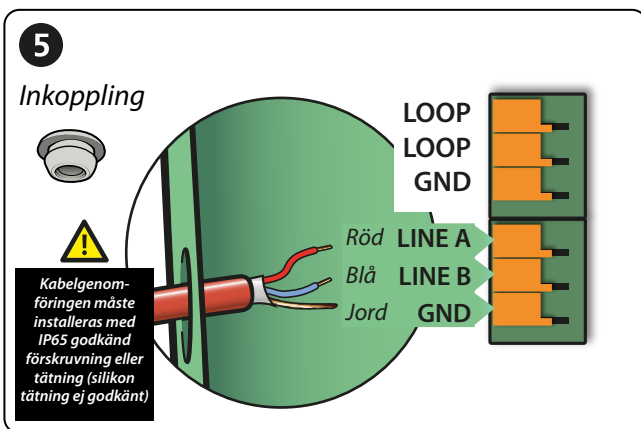 5
Inkoppling
LOOP
LOOP
GND
Röd LINE A
Blå LINE B
Jord GND
Kabelgenom-
föringen måste
installeras med
IP65 godkänd
förskruvning eller
tätning (silikon
tätning ej godkänt)